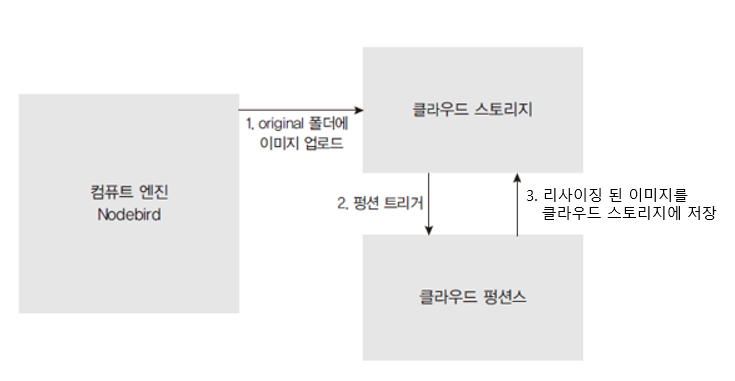 컴퓨트 엔진
Nodebird
1. original 폴더에
이미지 업로드
클라우드 스토리지
2. 펑션 트리거
3. 리사이징 된 이미지를
클라우드 스토리지에 저장
클라우드 펑션스